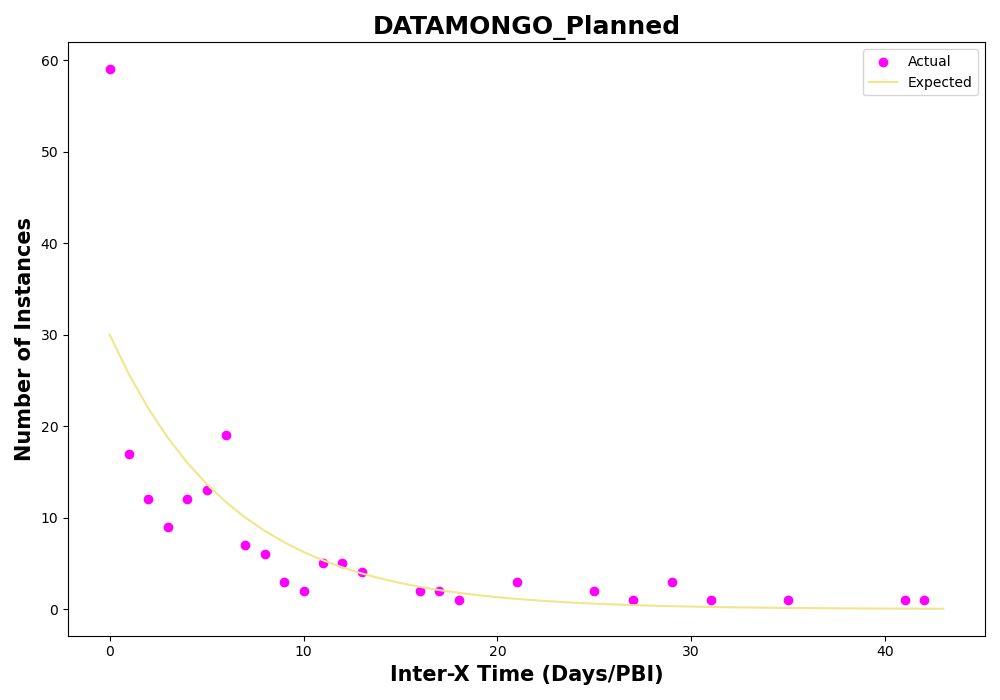 DATAMONGO_Planned
Actual
Expected
60
50
40
30
20
10
0
Number of Instances
0 10 20 30 40
Inter-X Time (Days/PBI)